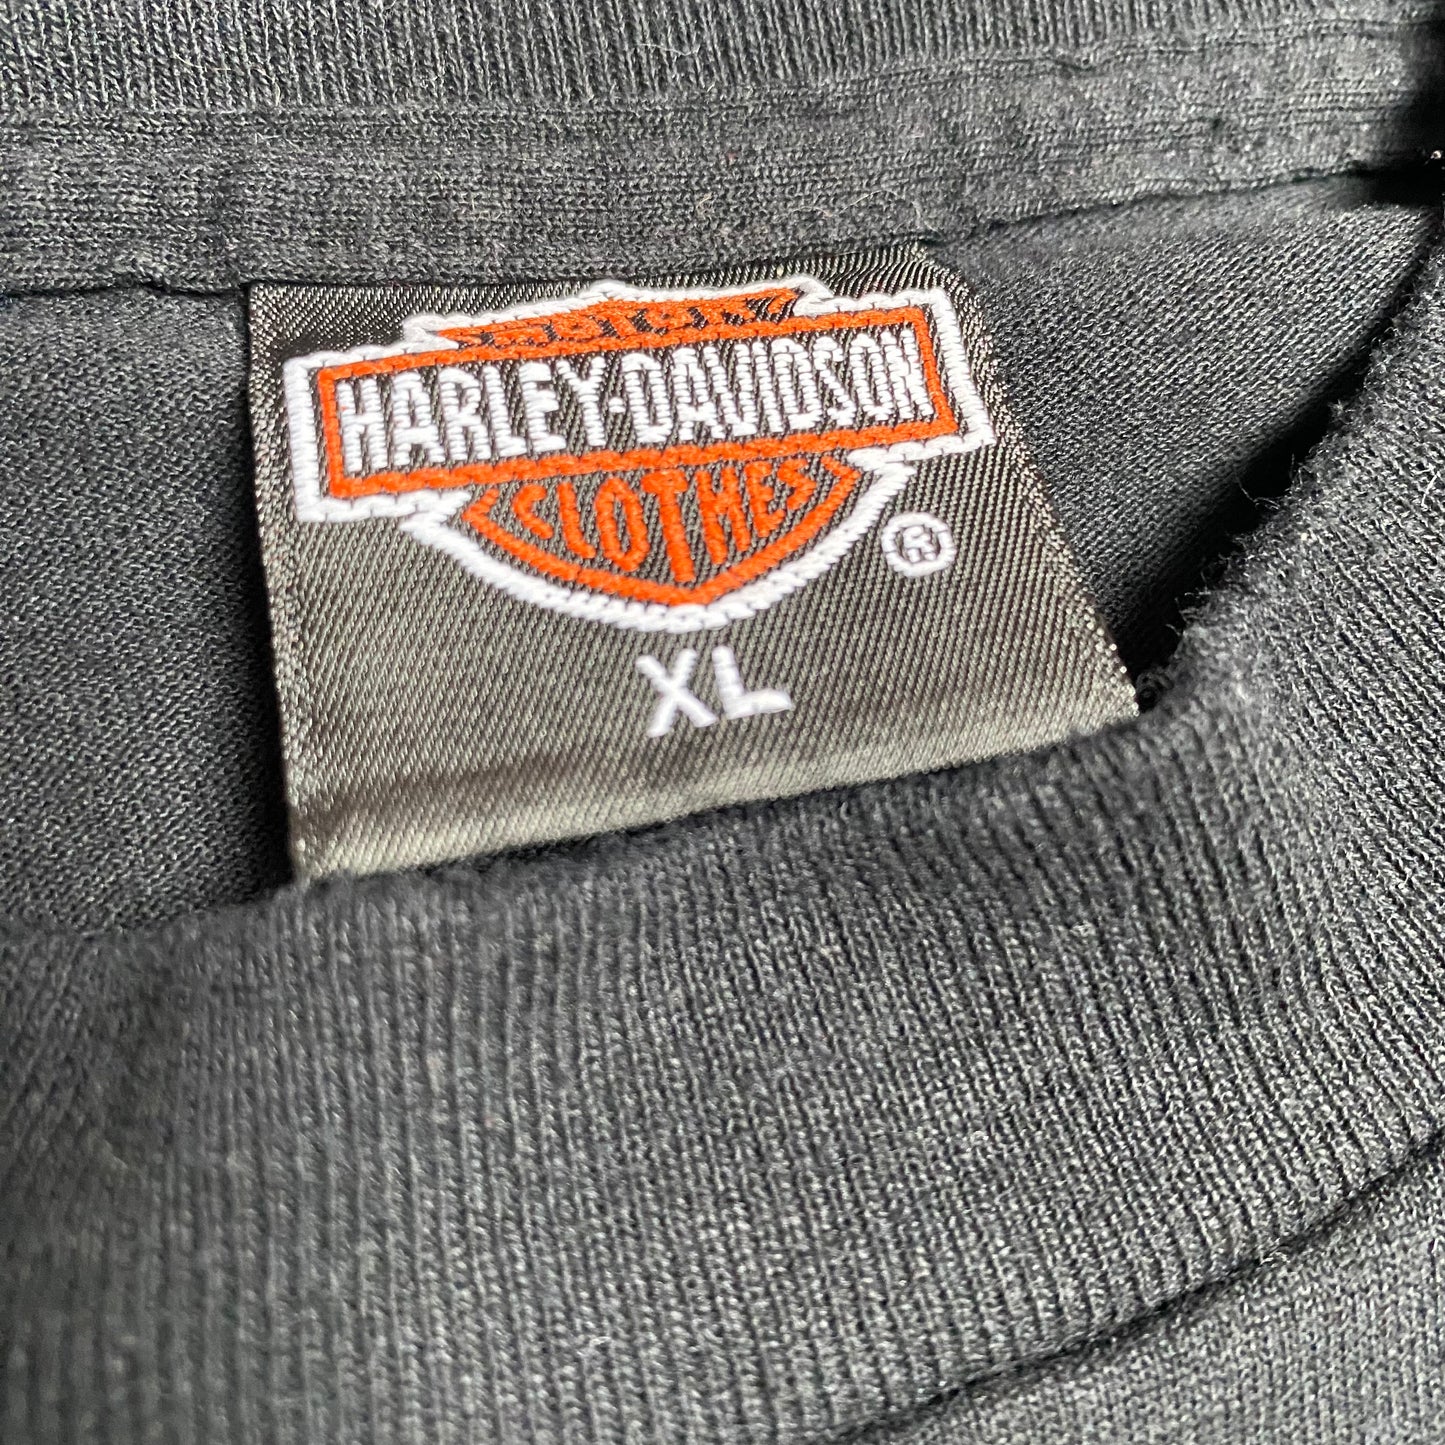 HARLEY-DAVIDSON
CLOTHES
®
XL